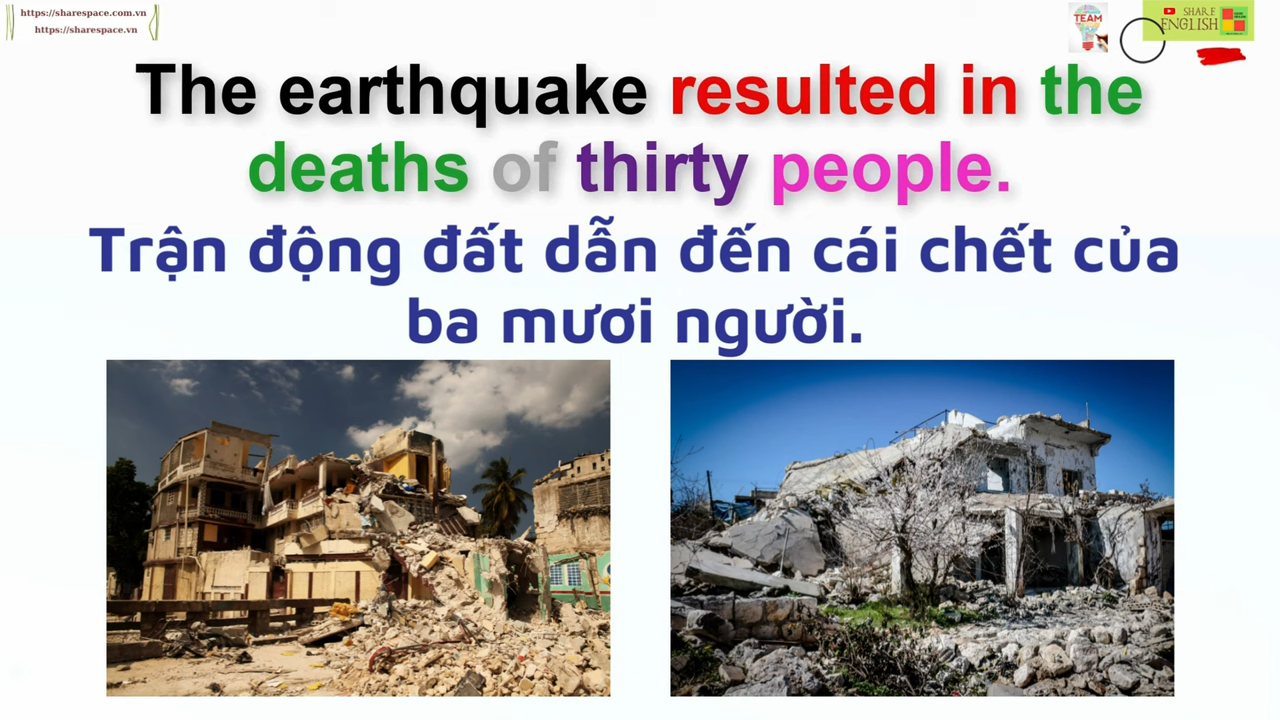 https://sharespace.com.vn
https://sharespace.vn
TEAM
SHARE
ENGLISH
The earthquake resulted in the
deaths of thirty people.
Trận động đất dẫn đến cái chết của
ba mươi người.